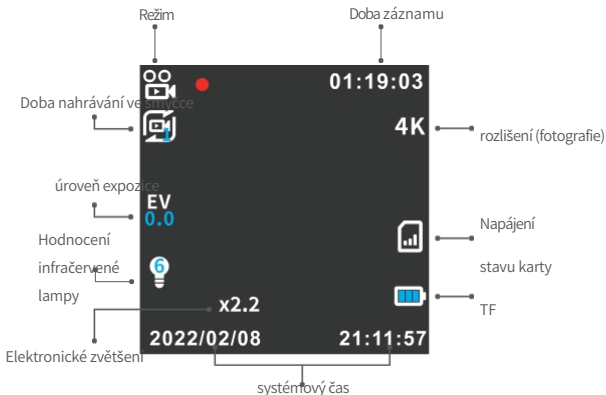 Režim
Doba záznamu
01:19:03
Doba nahrávání ve smyčce
1
4K
rozlišení (fotografie)
úroveň expozice
EV
0.0
Hodnocení
infračervené
lampy
6
Napájení
stavu karty
TF
x2.2
2022/02/08
21:11:57
Elektronické zvětšení
systémový čas